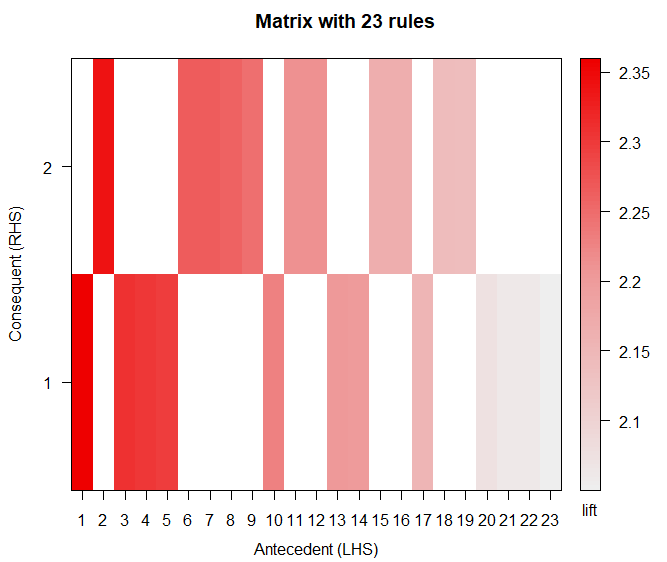 Matrix with 23 rules
Consequent (RHS)
2
1
1 2 3 4 5 6 7 8 9 10 11 12 13 14 15 16 17 18 19 20 21 22 23
Antecedent (LHS)
2.35
2.3
2.25
2.2
2.15
2.1
lift